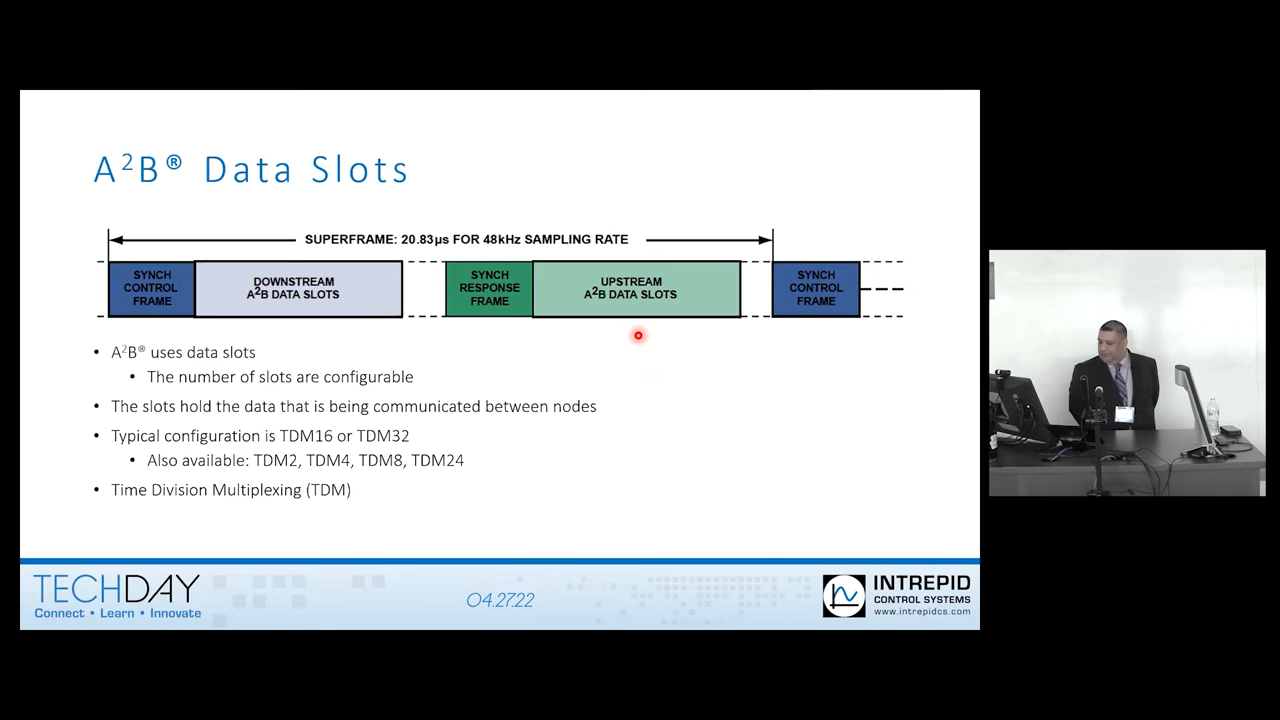 A²B® Data Slots
SUPERFRAME: 20.83µs FOR 48kHz SAMPLING RATE
SYNCH
CONTROL
FRAME
DOWNSTREAM
A²B DATA SLOTS
SYNCH
RESPONSE
FRAME
UPSTREAM
A²B DATA SLOTS
SYNCH
CONTROL
FRAME
• A²B® uses data slots
• The number of slots are configurable
• The slots hold the data that is being communicated between nodes
• Typical configuration is TDM16 or TDM32
• Also available: TDM2, TDM4, TDM8, TDM24
• Time Division Multiplexing (TDM)
TECHDAY
Connect • Learn • Innovate
04.27.22
INTREPID
CONTROL SYSTEMS
www.intrepidcs.com